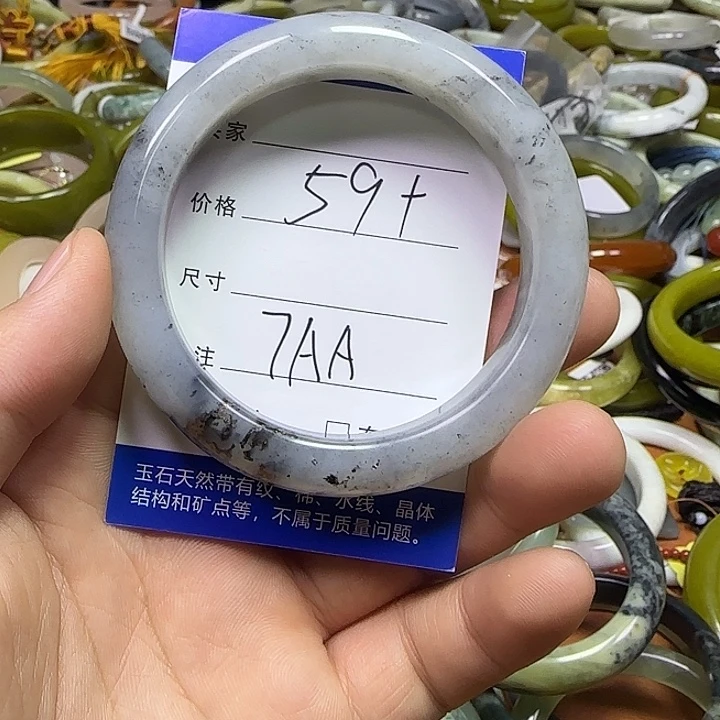 家
价格 59+
尺寸
注 7AA
玉石天然带有纹、棉、水线、晶体
结构和矿点等，不属于质量问题。